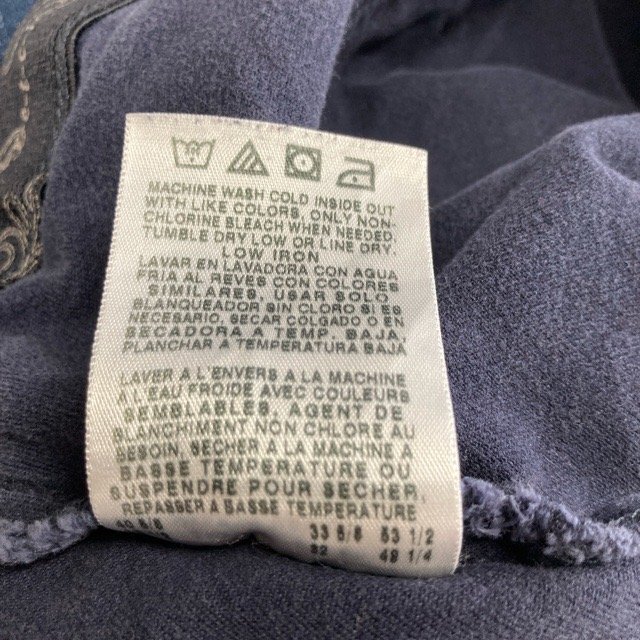 MACHINE WASH COLD INSIDE OUT
WITH LIKE COLORS, ONLY NON-
CHLORINE BLEACH WHEN NEEDED.
TUMBLE DRY LOW OR LINE DRY.
LOW IRON
LAVAR EN LAVADORA CON AQUA
FRIA AL REVES CON COLORES
SIMILARES, USAR SOLO
BLANQUEADOR SIN CLORO SI ES
NECESARIO. COLGADO O EN
SECADORA A TEMP. BAJA
PLANCHAR A TEMPERATURA BAJA
LAVER A L'ENVERS A LA MACHINE
A L'EAU FROIDE AVEC COULEURS
SEMBLABLES. AGENT DE
BLANCHIMENT NON CHLORE AU
BESOIN. SECHER A LA MACHINE A
BASSE TEMPERATURE OU
SUSPENDRE POUR SECHER.
REPASSER A BASSE TEMPERATURE
33 5/8 53 1/2
32 48 1/4